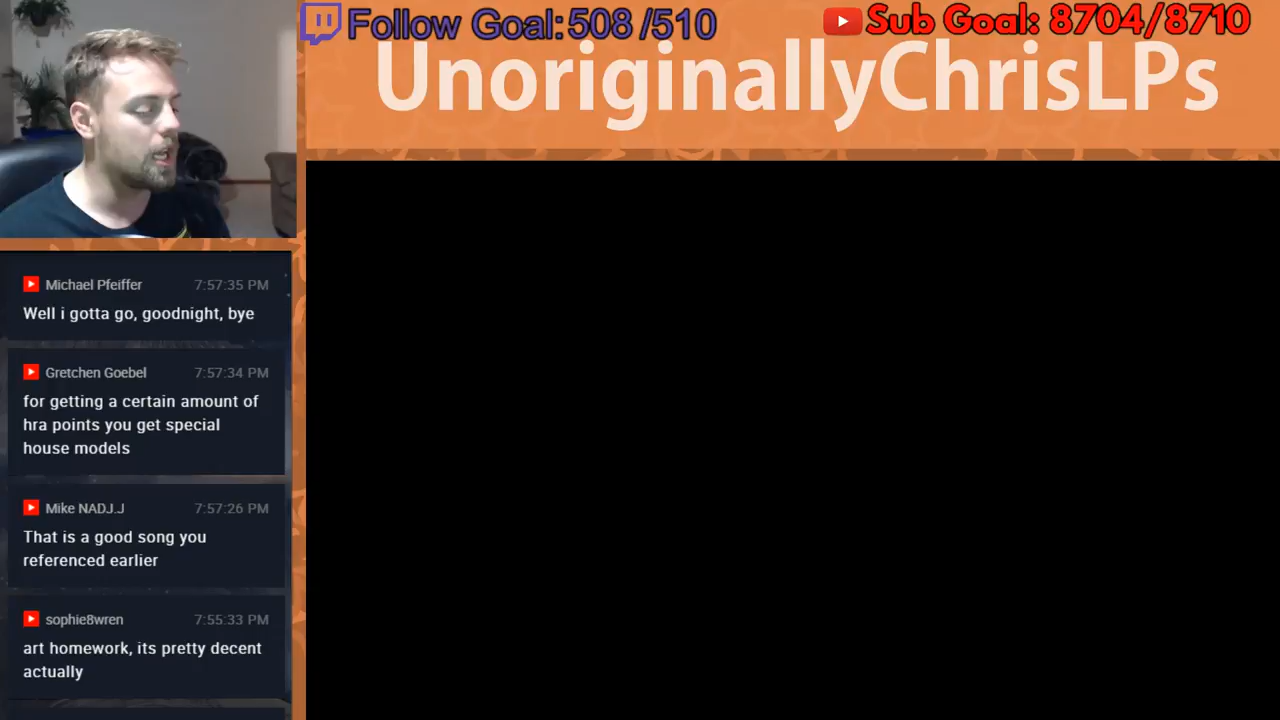 Follow Goal: 508 /510
Sub Goal: 8704/8710
UnoriginallyChrisLPs
Michael Pfeiffer 7:57:35 PM
Well i gotta go, goodnight, bye
Gretchen Goebel 7:57:34 PM
for getting a certain amount of
hra points you get special
house models
Mike NADJ.J 7:57:26 PM
That is a good song you
referenced earlier
sophie8wren 7:55:33 PM
art homework, its pretty decent
actually